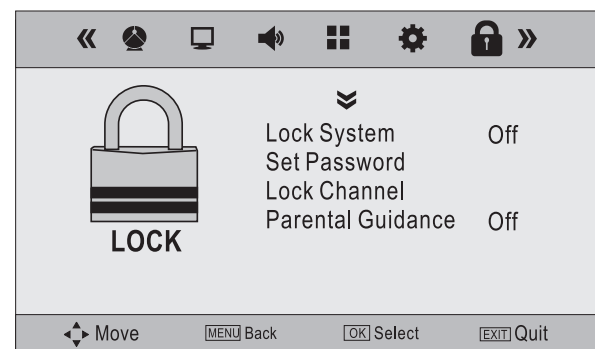 Lock System Off
Set Password
Lock Channel
Parental Guidance Off
LOCK
Move MENU Back OK Select EXIT Quit